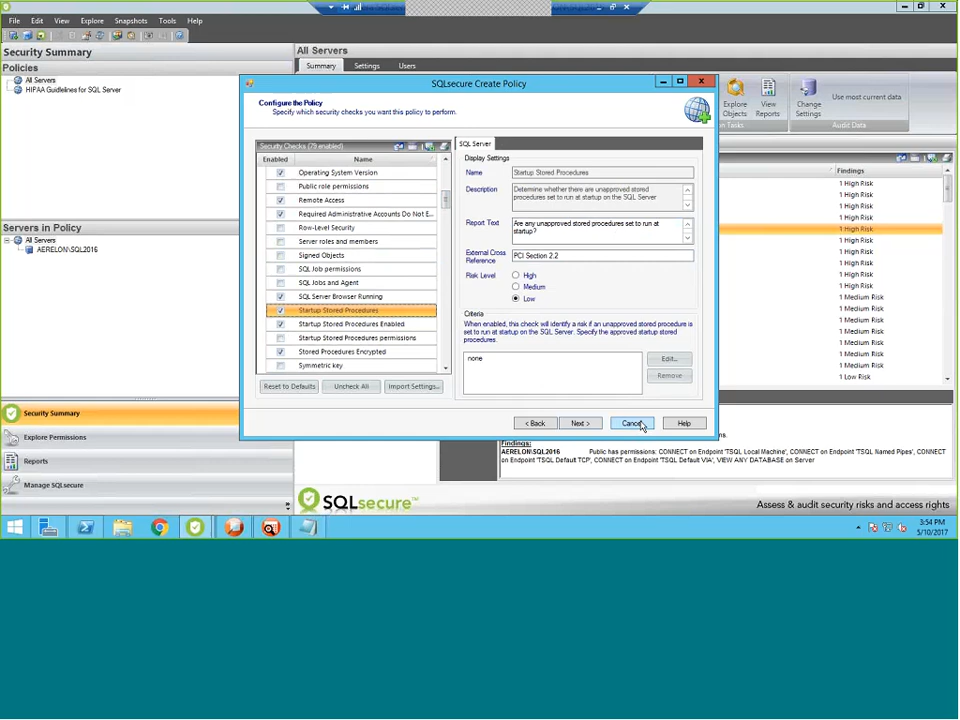 File Edit View Explore Snapshots Tools Help
Security Summary
Policies
All Servers
HIPAA Guidelines for SQL Server
Servers in Policy
All Servers
AERELON\SQL2016
Security Summary
Explore Permissions
Reports
Manage SQLsecure
All Servers
Summary Settings Users
Explore Objects
View Reports
Change Settings
Use most current data
Audit Data
Findings
1 High Risk
1 High Risk
1 High Risk
1 High Risk
1 High Risk
1 High Risk
1 High Risk
1 High Risk
1 High Risk
1 High Risk
1 Medium Risk
1 Medium Risk
1 Medium Risk
1 Medium Risk
1 Medium Risk
1 Medium Risk
1 Medium Risk
1 Low Risk
SQLsecure Create Policy
Configure the Policy
Specify which security checks you want this policy to perform.
Security Checks (79 enabled)
Enabled Name
Operating System Version
Public role permissions
Remote Access
Required Administrative Accounts Do Not E...
Row-Level Security
Server roles and members
Signed Objects
SQL Job permissions
SQL Jobs and Agent
SQL Server Browser Running
Startup Stored Procedures
Startup Stored Procedures Enabled
Startup Stored Procedures permissions
Stored Procedures Encrypted
Symmetric key
Reset to Defaults Uncheck All Import Settings...
SQL Server
Display Settings
Name Startup Stored Procedures
Description Determine whether there are unapproved stored
procedures set to run at startup on the SQL Server
Report Text Are any unapproved stored procedures set to run at
startup?
External Cross Reference PCI Section 2.2
Risk Level High
Medium
Low
Criteria
When enabled, this check will identify a risk if an unapproved stored procedure is
set to run at startup on the SQL Server. Specify the approved startup stored
procedures.
none
Edit...
Remove
< Back Next > Cancel Help
Findings:
AERELON\SQL2016 Public has permissions: CONNECT on Endpoint 'TSQL Local Machine', CONNECT on Endpoint 'TSQL Named Pipes', CONNECT
on Endpoint 'TSQL Default TCP', CONNECT on Endpoint 'TSQL Default VIA', VIEW ANY DATABASE on Server
SQLsecure™
Assess & audit security risks and access rights
3:54 PM
5/10/2017